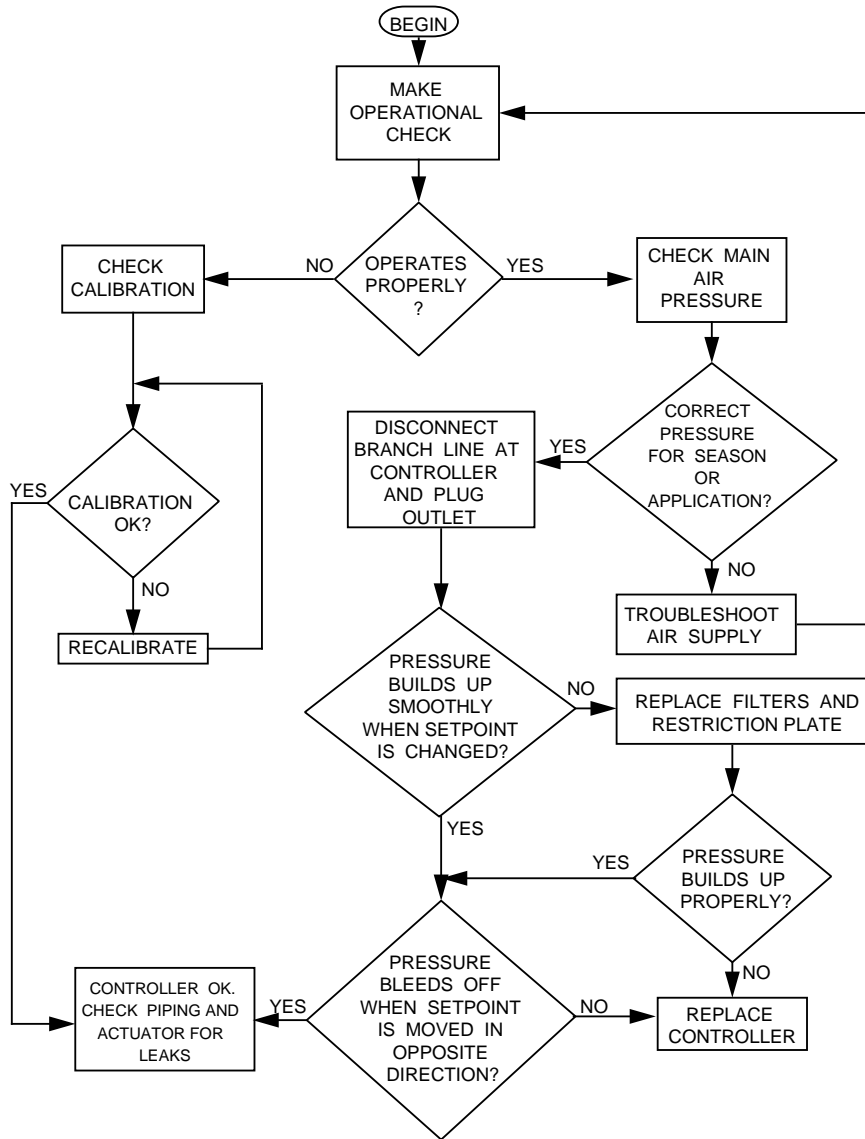 BEGIN
MAKE
OPERATIONAL
CHECK
OPERATES
PROPERLY
?
NO
YES
CHECK
CALIBRATION
CHECK MAIN
AIR
PRESSURE
CORRECT
PRESSURE
FOR SEASON
OR
APPLICATION?
YES
DISCONNECT
BRANCH LINE AT
CONTROLLER
AND PLUG
OUTLET
YES
CALIBRATION
OK?
NO
RECALIBRATE
NO
TROUBLESHOOT
AIR SUPPLY
PRESSURE
BUILDS UP
SMOOTHLY
WHEN SETPOINT
IS CHANGED?
NO
REPLACE FILTERS AND
RESTRICTION PLATE
YES
YES
PRESSURE
BUILDS UP
PROPERLY?
NO
PRESSURE
BLEEDS OFF
WHEN SETPOINT
IS MOVED IN
OPPOSITE
DIRECTION?
YES
NO
CONTROLLER OK.
CHECK PIPING AND
ACTUATOR FOR
LEAKS
REPLACE
CONTROLLER